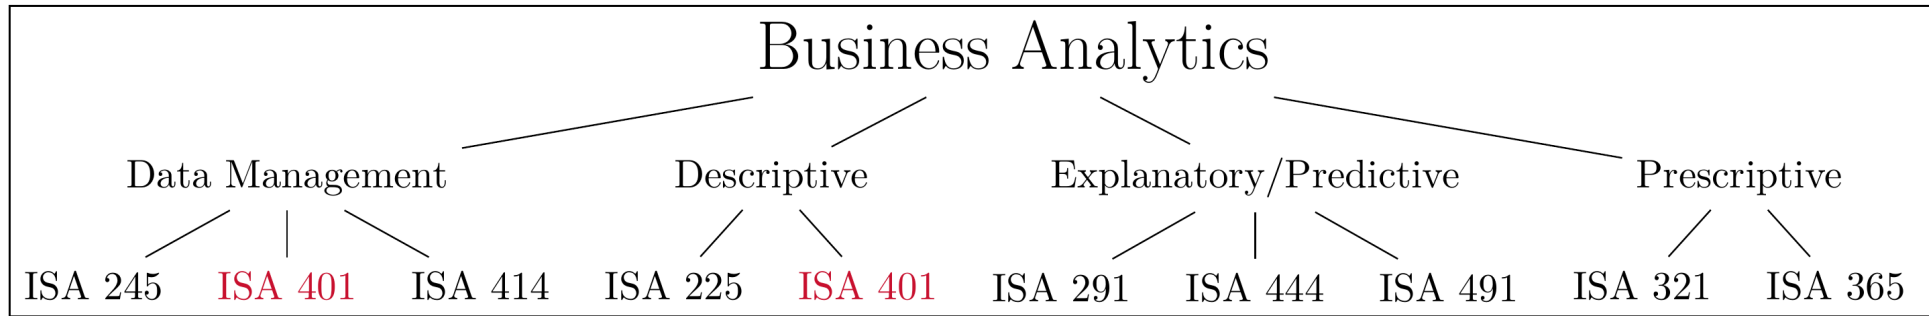 Business Analytics
Data Management Descriptive Explanatory/Predictive Prescriptive
ISA 245 ISA 401 ISA 414 ISA 225 ISA 401 ISA 291 ISA 444 ISA 491 ISA 321 ISA 365